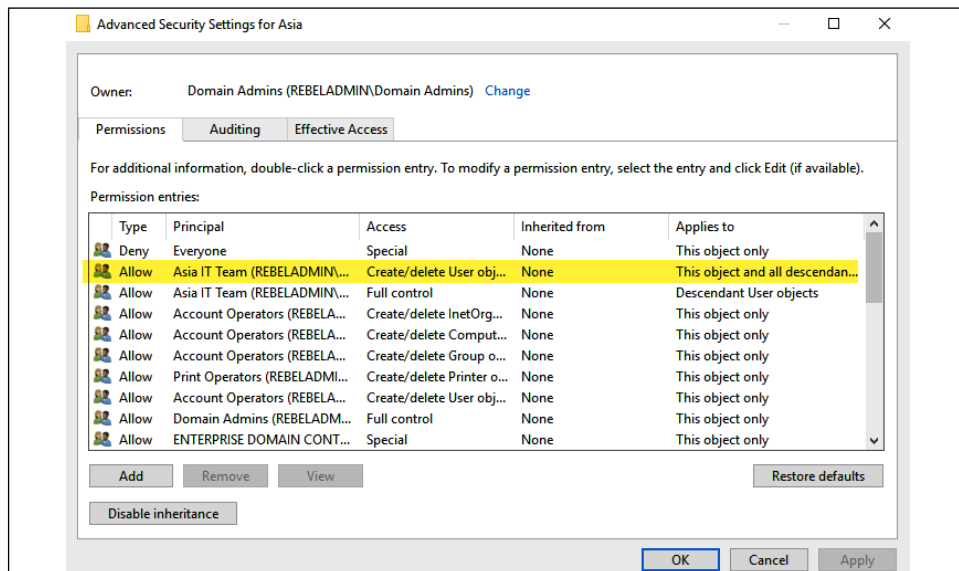 Advanced Security Settings for Asia
Owner: Domain Admins (REBELADMIN\Domain Admins) Change
Permissions Auditing Effective Access
For additional information, double-click a permission entry. To modify a permission entry, select the entry and click Edit (if available).
Permission entries:
Type Principal Access Inherited from Applies to
Deny Everyone Special None This object only
Allow Asia IT Team (REBELADMIN\... Create/delete User obj... None This object and all descendan...
Allow Asia IT Team (REBELADMIN\... Full control None Descendant User objects
Allow Account Operators (REBELA... Create/delete InetOrg... None This object only
Allow Account Operators (REBELA... Create/delete Comput... None This object only
Allow Account Operators (REBELA... Create/delete Group o... None This object only
Allow Print Operators (REBELADMI... Create/delete Printer o... None This object only
Allow Account Operators (REBELA... Create/delete User obj... None This object only
Allow Domain Admins (REBELADM... Full control None This object only
Allow ENTERPRISE DOMAIN CONT... Special None This object only
Add Remove View Restore defaults
Disable inheritance
OK Cancel Apply